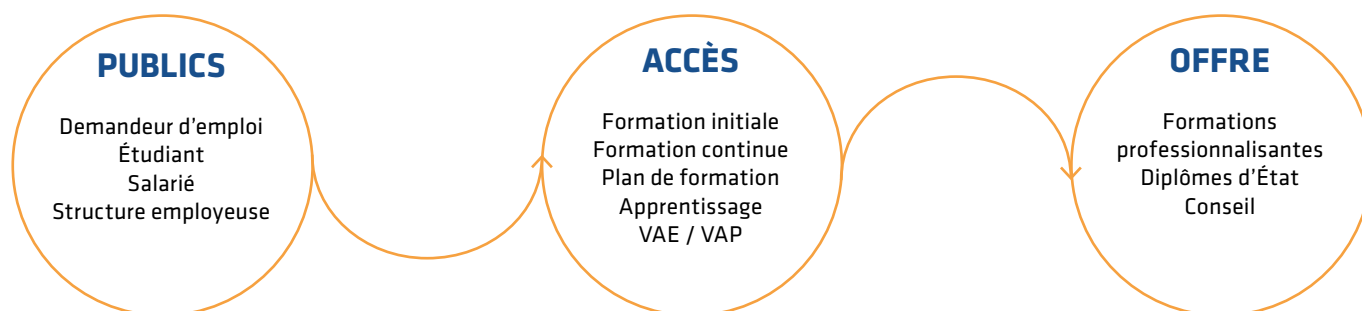 PUBLICS
Demandeur d'emploi
Étudiant
Salarié
Structure employeuse
ACCÈS
Formation initiale
Formation continue
Plan de formation
Apprentissage
VAE / VAP
OFFRE
Formations
professionnalisantes
Diplômes d'État
Conseil